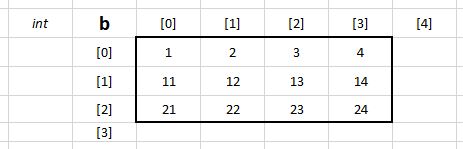 int b [0] [1] [2] [3] [4]
[0] 1 2 3 4
[1] 11 12 13 14
[2] 21 22 23 24
[3]